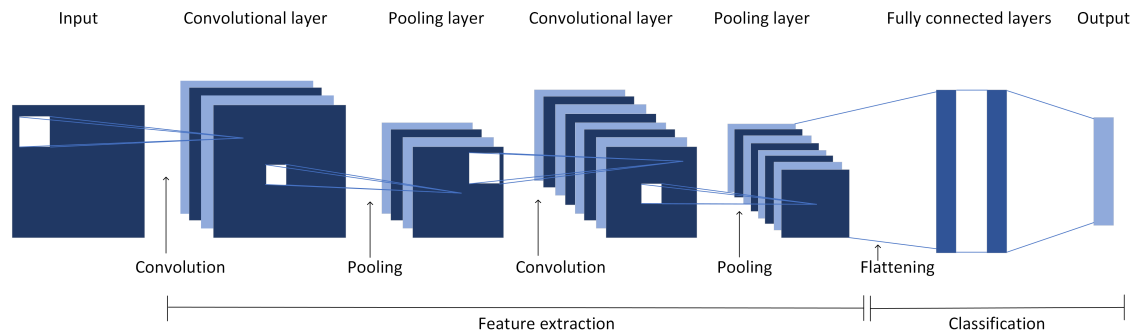 Input
Convolutional layer
Pooling layer
Convolutional layer
Pooling layer
Fully connected layers
Output
Convolution
Pooling
Convolution
Pooling
Flattening
Feature extraction
Classification